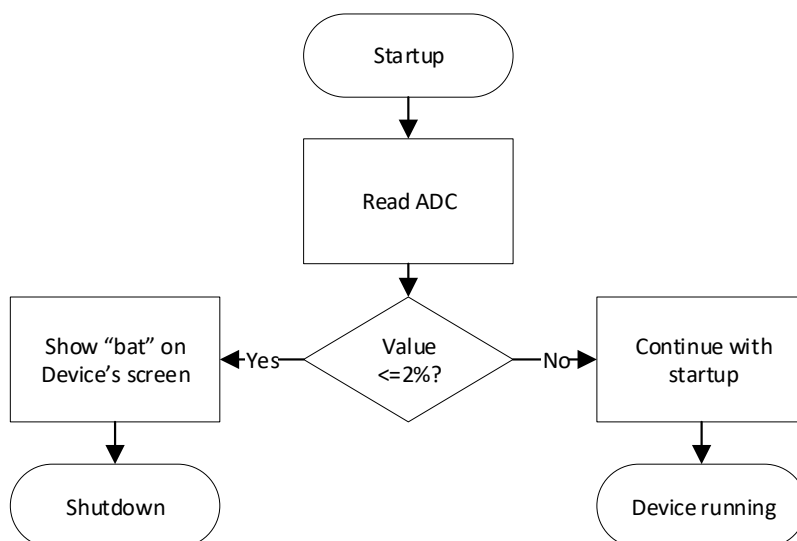 Startup
Read ADC
Show “bat” on
Device’s screen
Yes
Value
<=2%?
No
Continue with
startup
Shutdown
Device running